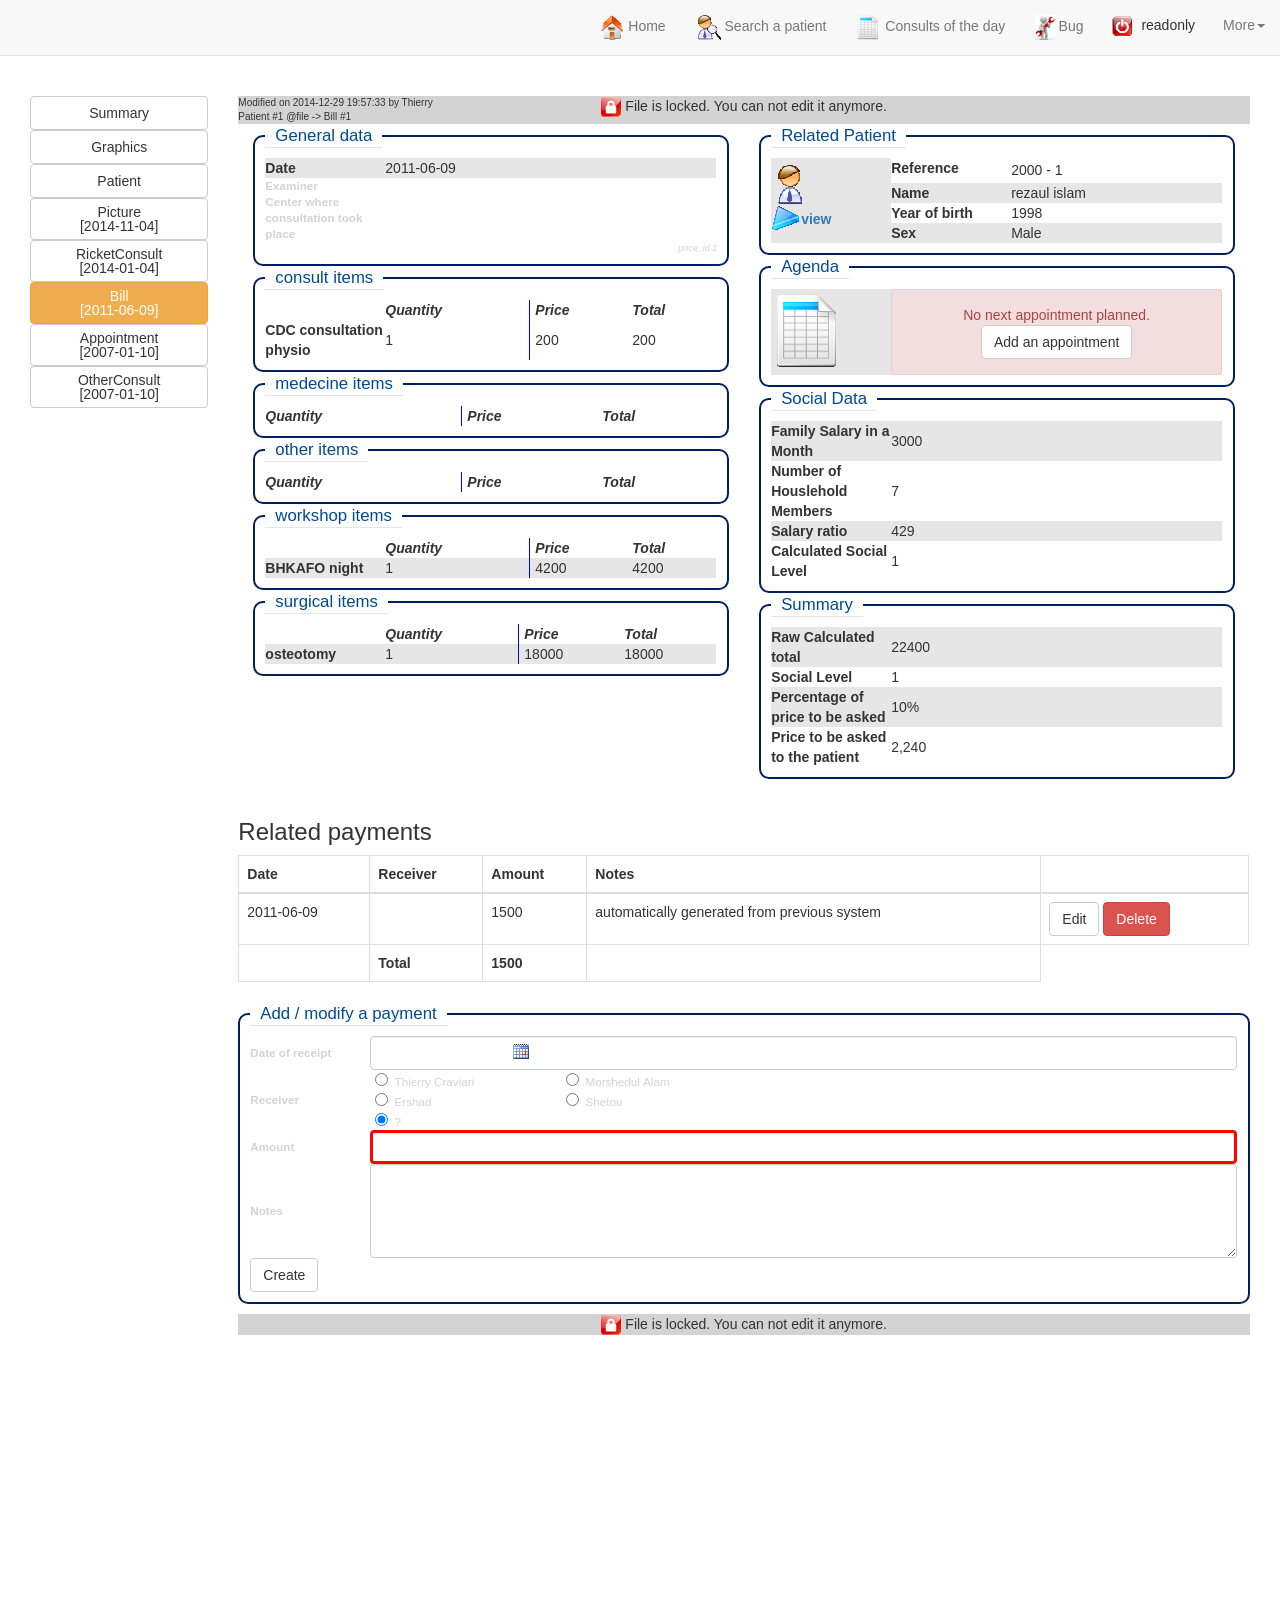 Home Search a patient Consults of the day Bug readonly More
Summary
Graphics
Patient
Picture
[2014-11-04]
RicketConsult
[2014-01-04]
Bill
[2011-06-09]
Appointment
[2007-01-10]
OtherConsult
[2007-01-10]
Modified on 2014-12-29 19:57:33 by Thierry
Patient #1 @file -> Bill #1
File is locked. You can not edit it anymore.
General data
Date 2011-06-09
Examiner
Center where
consultation took
place
price_id 1
consult items
Quantity Price Total
CDC consultation
physio 1 200 200
medecine items
Quantity Price Total
other items
Quantity Price Total
workshop items
Quantity Price Total
BHKAFO night 1 4200 4200
surgical items
Quantity Price Total
osteotomy 1 18000 18000
Related Patient
view
Reference 2000 - 1
Name rezaul islam
Year of birth 1998
Sex Male
Agenda
No next appointment planned.
Add an appointment
Social Data
Family Salary in a
Month 3000
Number of
Houslehold
Members 7
Salary ratio 429
Calculated Social
Level 1
Summary
Raw Calculated
total 22400
Social Level 1
Percentage of
price to be asked 10%
Price to be asked
to the patient 2,240
Related payments
Date Receiver Amount Notes
2011-06-09 1500 automatically generated from previous system Edit Delete
Total 1500
Add / modify a payment
Date of receipt
Receiver
Thierry Craviari Morshedul Alam
Ershad Shetou
?
Amount
Notes
Create
File is locked. You can not edit it anymore.